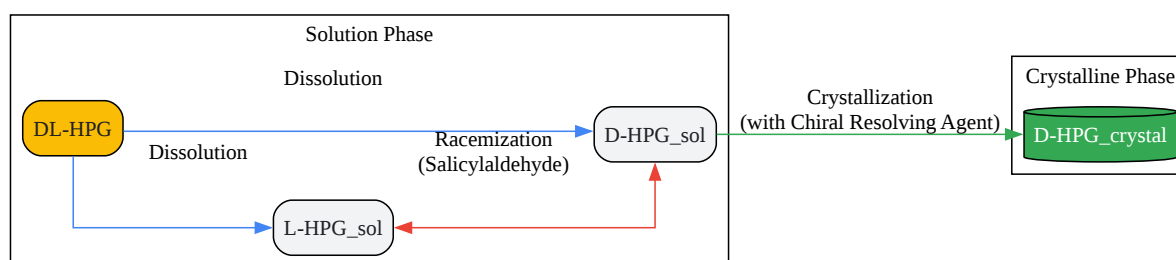 Solution Phase
Dissolution
Crystalline Phase
DL-HPG
Dissolution
Racemization
(Salicylaldehyde)
D-HPG_sol
Crystallization
(with Chiral Resolving Agent)
D-HPG_crystal
L-HPG_sol